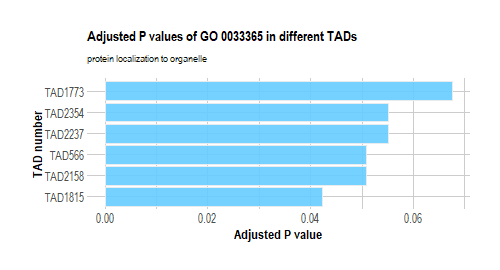 Adjusted P values of GO 0033365 in different TADs
protein localization to organelle
TAD number
TAD1773
TAD2354
TAD2237
TAD566
TAD2158
TAD1815
0.00 0.02 0.04 0.06
Adjusted P value